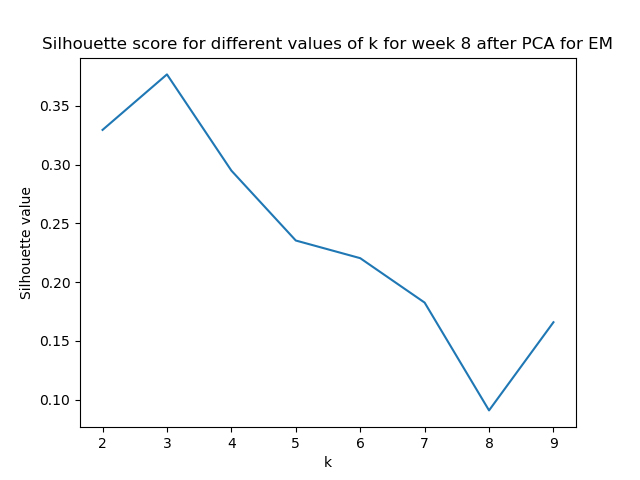 Silhouette score for different values of k for week 8 after PCA for EM
Silhouette value
0.35
0.30
0.25
0.20
0.15
0.10
2 3 4 5 6 7 8 9
k